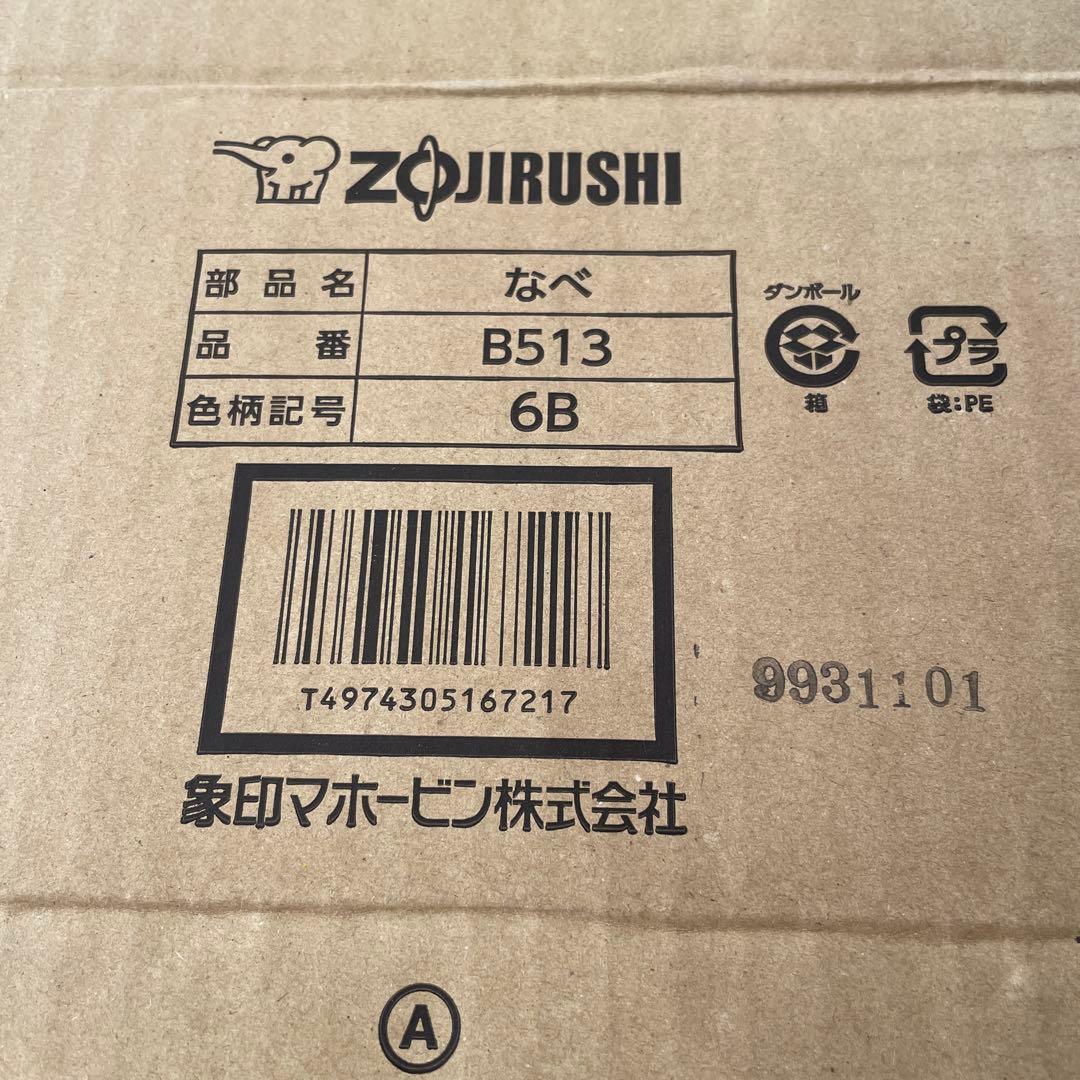 ZOJIRUSHI
部品名 なべ
品番 B513
色柄記号 6B
ダンボール
箱
プラ
袋:PE
T4974305167217
9931101
象印マホービン株式会社
A